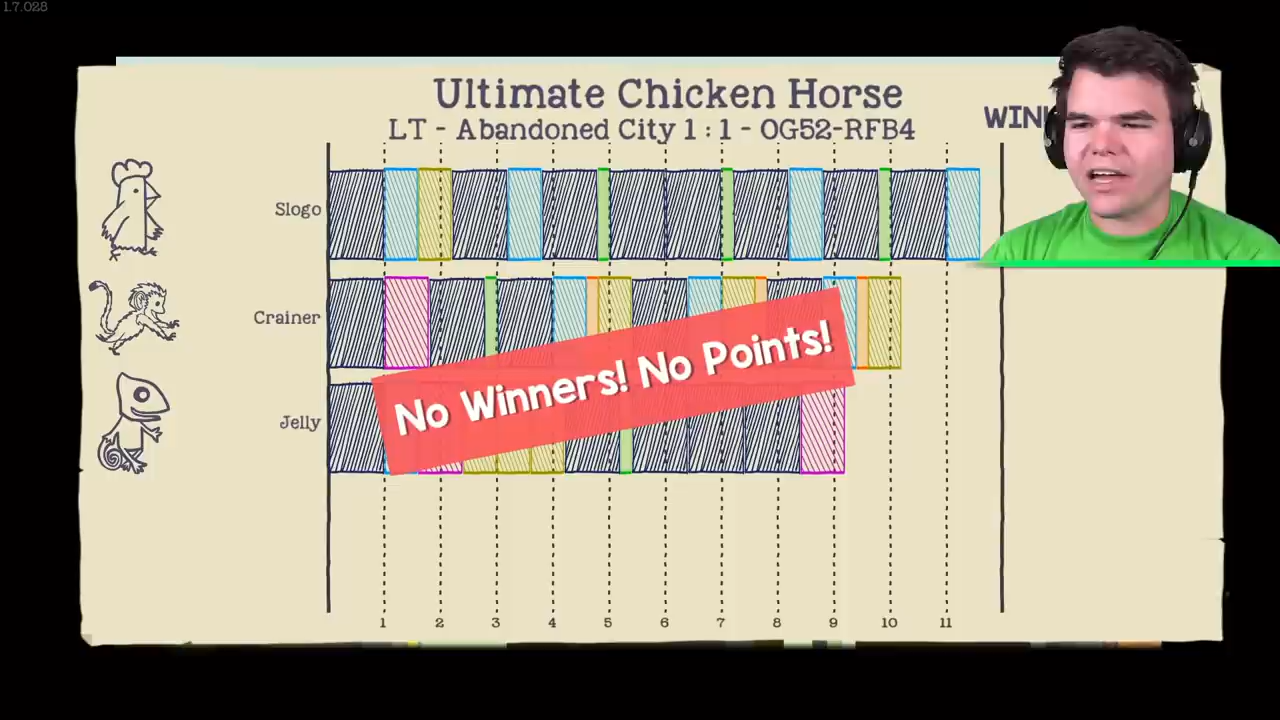 1.7.028
Ultimate Chicken Horse
LT - Abandoned City 1 : 1 - OG52-RFB4
Slogo
Crainer
Jelly
No Winners! No Points!
1 2 3 4 5 6 7 8 9 10 11